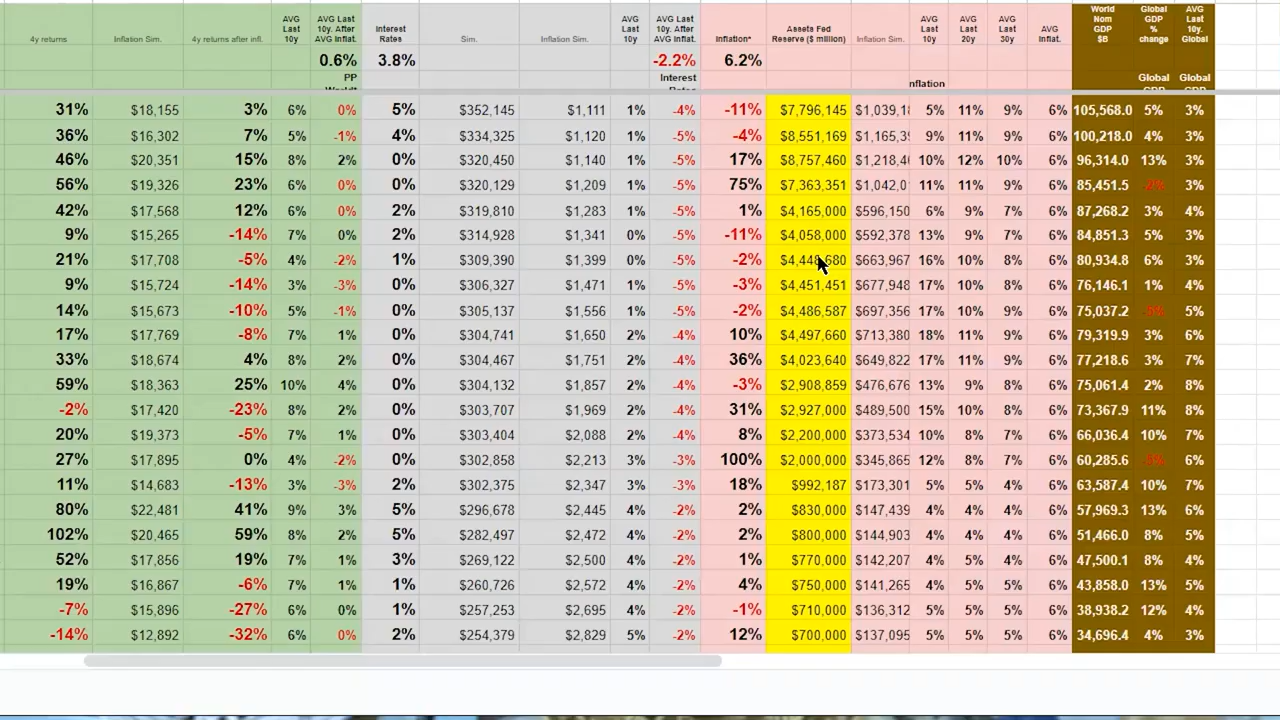 4y returns Inflation Sim. 4y returns after infl. AVG Last 10y AVG Last 10y. After AVG Inflat. Interest Rates Sim. Inflation Sim. AVG Last 10y AVG Last 10y. After AVG Inflat. Inflation* Assets Fed Reserve ($ million) Inflation Sim. AVG Last 10y AVG Last 20y AVG Last 30y AVG Inflat. World Nom GDP $B Global GDP % change AVG Last 10y. Global
0.6% 3.8% -2.2% 6.2%
PP Interest nflation Global Global
31% $18,155 3% 6% 0% 5% $352,145 $1,111 1% -4% -11% $7,796,145 $1,039,1 5% 11% 9% 6% 105,568.0 5% 3%
36% $16,302 7% 5% -1% 4% $334,325 $1,120 1% -5% -4% $8,551,169 $1,165,3 9% 11% 9% 6% 100,218.0 4% 3%
46% $20,351 15% 8% 2% 0% $320,450 $1,140 1% -5% 17% $8,757,460 $1,218,4 10% 12% 10% 6% 96,314.0 13% 3%
56% $19,326 23% 6% 0% 0% $320,129 $1,209 1% -5% 75% $7,363,351 $1,042,0 11% 11% 9% 6% 85,451.5 -2% 3%
42% $17,568 12% 6% 0% 2% $319,810 $1,283 1% -5% 1% $4,165,000 $596,150 6% 9% 7% 6% 87,268.2 3% 4%
9% $15,265 -14% 7% 0% 2% $314,928 $1,341 0% -5% -11% $4,058,000 $592,378 13% 9% 7% 6% 84,851.3 5% 3%
21% $17,708 -5% 4% -2% 1% $309,390 $1,399 0% -5% -2% $4,448,680 $663,967 16% 10% 8% 6% 80,934.8 6% 3%
9% $15,724 -14% 3% -3% 0% $306,327 $1,471 1% -5% -3% $4,451,451 $677,948 17% 10% 8% 6% 76,146.1 1% 4%
14% $15,673 -10% 5% -1% 0% $305,137 $1,556 1% -5% -2% $4,486,587 $697,356 17% 10% 9% 6% 75,037.2 5%
17% $17,769 -8% 7% 1% 0% $304,741 $1,650 2% -4% 10% $4,497,660 $713,380 18% 11% 9% 6% 79,319.9 3% 6%
33% $18,674 4% 8% 2% 0% $304,467 $1,751 2% -4% 36% $4,023,640 $649,822 17% 11% 9% 6% 77,218.6 3% 7%
59% $18,363 25% 10% 4% 0% $304,132 $1,857 2% -4% -3% $2,908,859 $476,676 13% 9% 8% 6% 75,061.4 2% 8%
-2% $17,420 -23% 8% 2% 0% $303,707 $1,969 2% -4% 31% $2,927,000 $489,500 15% 10% 8% 6% 73,367.9 11% 8%
20% $19,373 -5% 7% 1% 0% $303,404 $2,088 2% -4% 8% $2,200,000 $373,534 10% 8% 7% 6% 66,036.4 10% 7%
27% $17,895 0% 4% -2% 0% $302,858 $2,213 3% -3% 100% $2,000,000 $345,865 12% 8% 7% 6% 60,285.6 -5% 6%
11% $14,683 -13% 3% -3% 2% $302,375 $2,347 3% -3% 18% $992,187 $173,301 5% 5% 4% 6% 63,587.4 10% 7%
80% $22,481 41% 9% 3% 5% $296,678 $2,445 4% -2% 2% $830,000 $147,439 4% 4% 4% 6% 57,969.3 13% 6%
102% $20,465 59% 8% 2% 5% $282,497 $2,472 4% -2% 2% $800,000 $144,903 4% 4% 4% 6% 51,466.0 8% 5%
52% $17,856 19% 7% 1% 3% $269,122 $2,500 4% -2% 1% $770,000 $142,207 4% 4% 5% 6% 47,500.1 8% 4%
19% $16,867 -6% 7% 1% 1% $260,726 $2,572 4% -2% 4% $750,000 $141,265 4% 5% 5% 6% 43,858.0 13% 5%
-7% $15,896 -27% 6% 0% 1% $257,253 $2,695 4% -2% -1% $710,000 $136,312 5% 5% 5% 6% 38,938.2 12% 4%
-14% $12,892 -32% 6% 0% 2% $254,379 $2,829 5% -2% 12% $700,000 $137,095 5% 5% 5% 6% 34,696.4 4% 3%